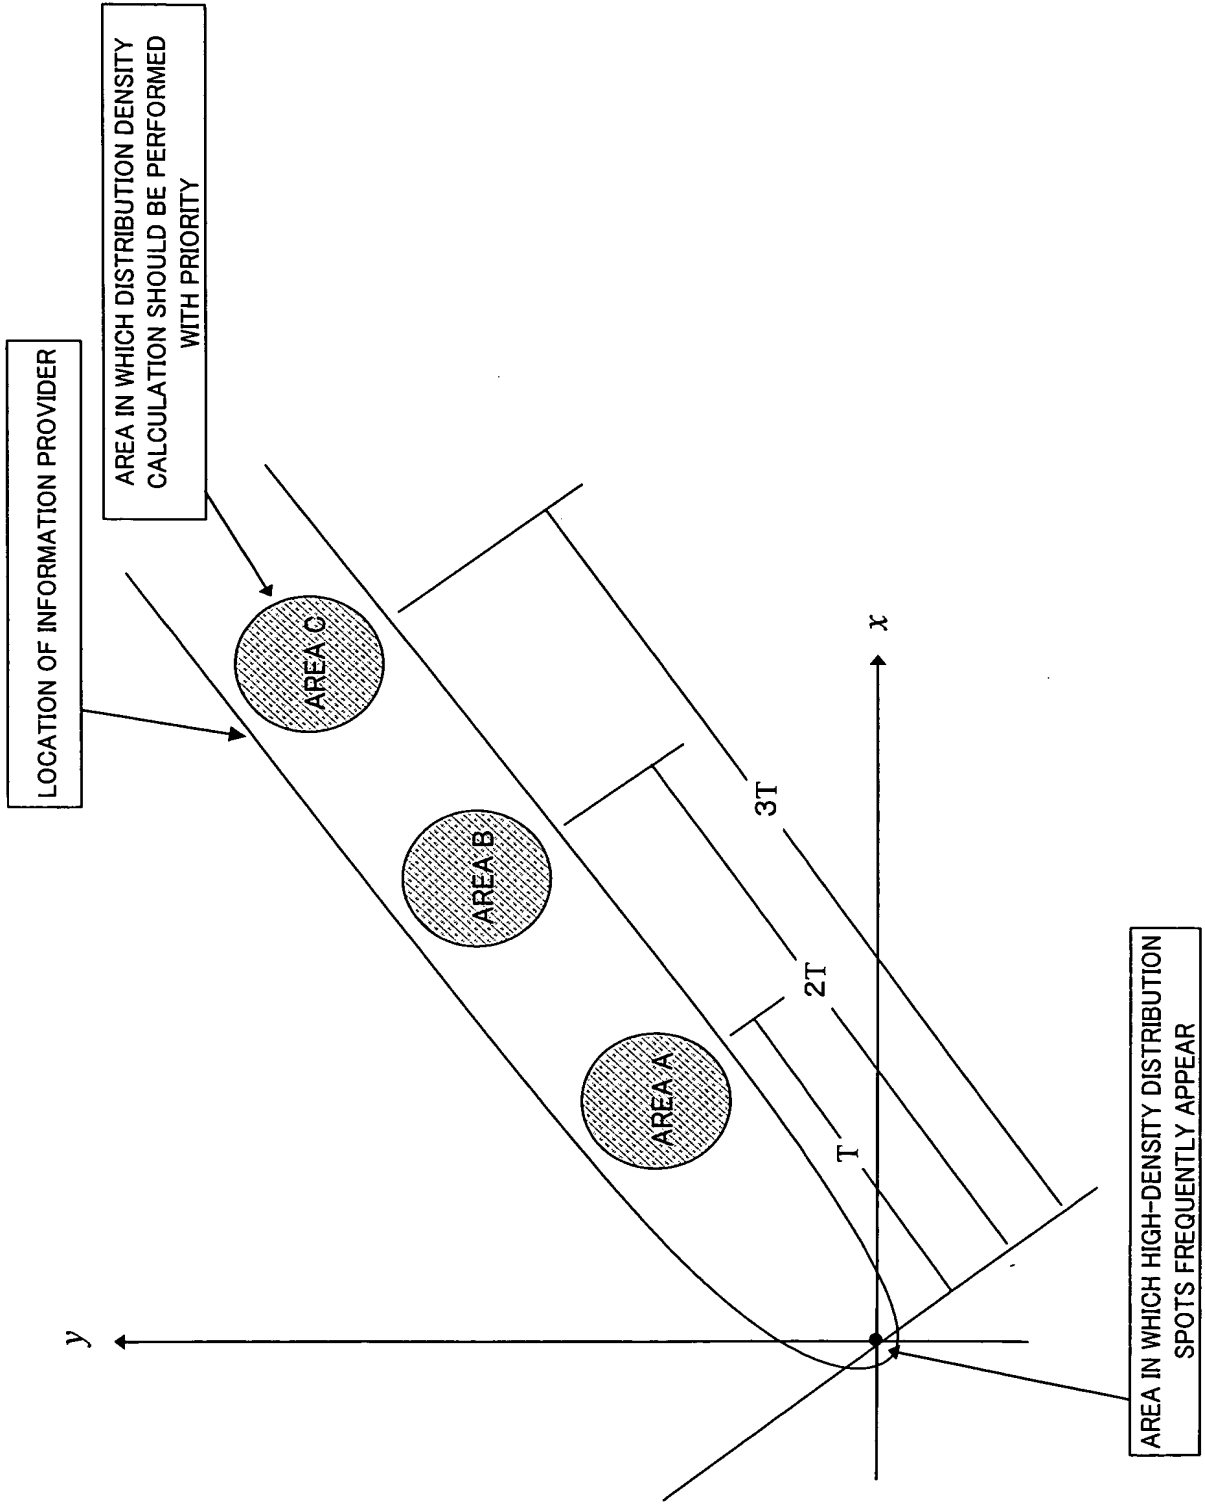 LOCATION OF INFORMATION PROVIDER
AREA IN WHICH DISTRIBUTION DENSITY
CALCULATION SHOULD BE PERFORMED
WITH PRIORITY
y
AREA C
AREA B
AREA A
3T
2T
T
x
AREA IN WHICH HIGH-DENSITY DISTRIBUTION
SPOTS FREQUENTLY APPEAR